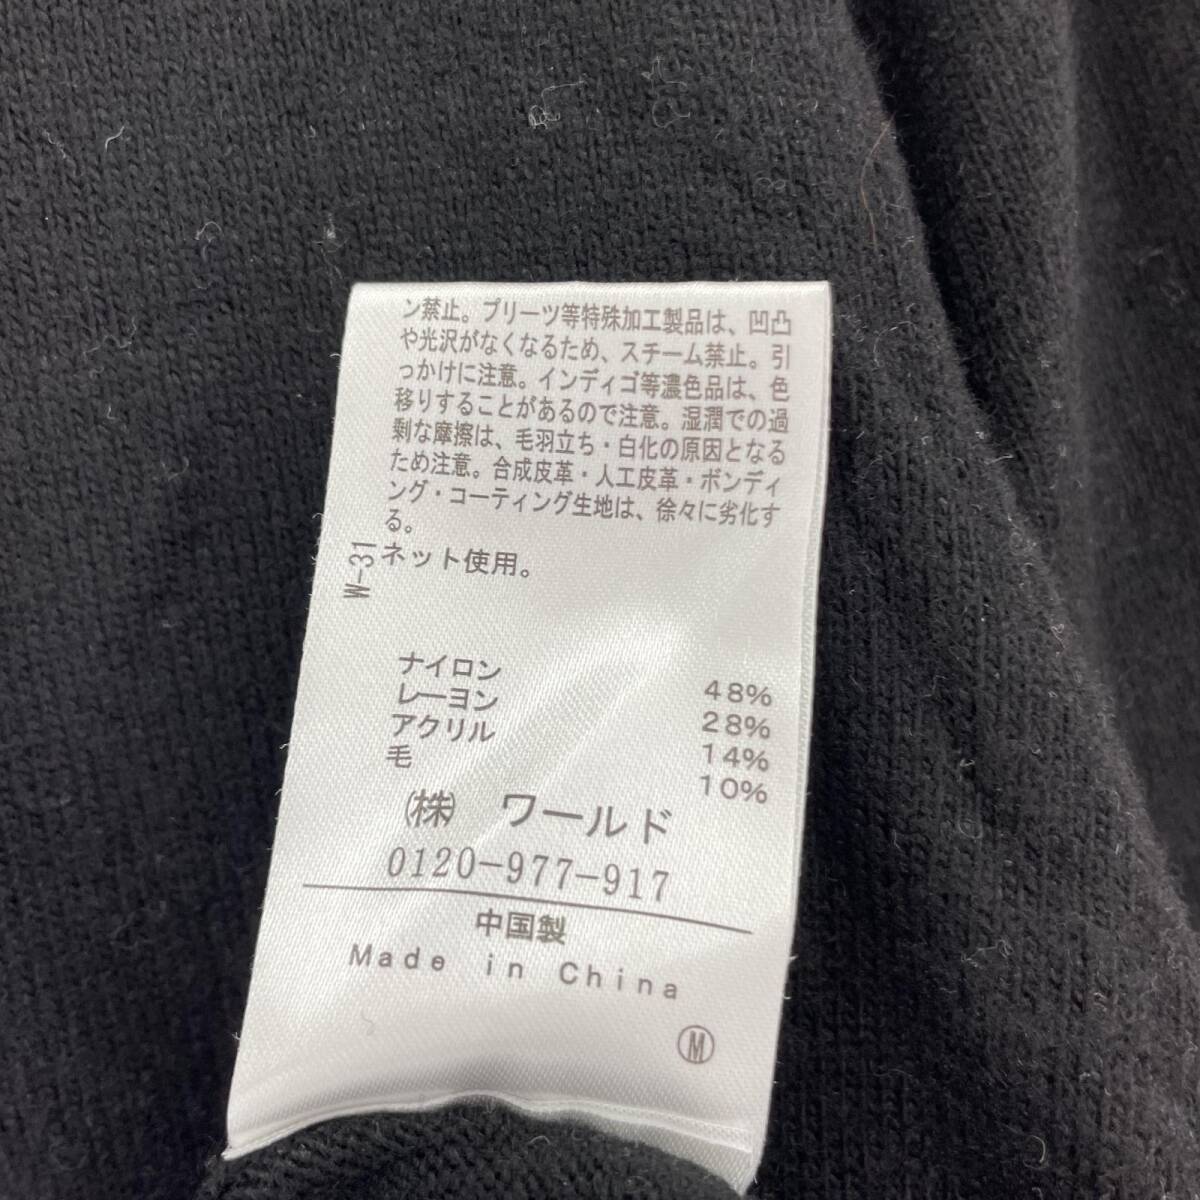 ン禁止。プリーツ等特殊加工製品は、凹凸
や光沢がなくなるため、スチーム禁止。引
っかけに注意。インディゴ等濃色品は、色
移りすることがあるので注意。湿潤での過
剰な摩擦は、毛羽立ち・白化の原因となる
ため注意。合成皮革・人工皮革・ボンディ
ング・コーティング生地は、徐々に劣化す
る。
W-31
ネット使用。
ナイロン 48%
レーヨン 28%
アクリル 14%
毛 10%
(株) ワールド
0120-977-917
中国製
Made in China
M